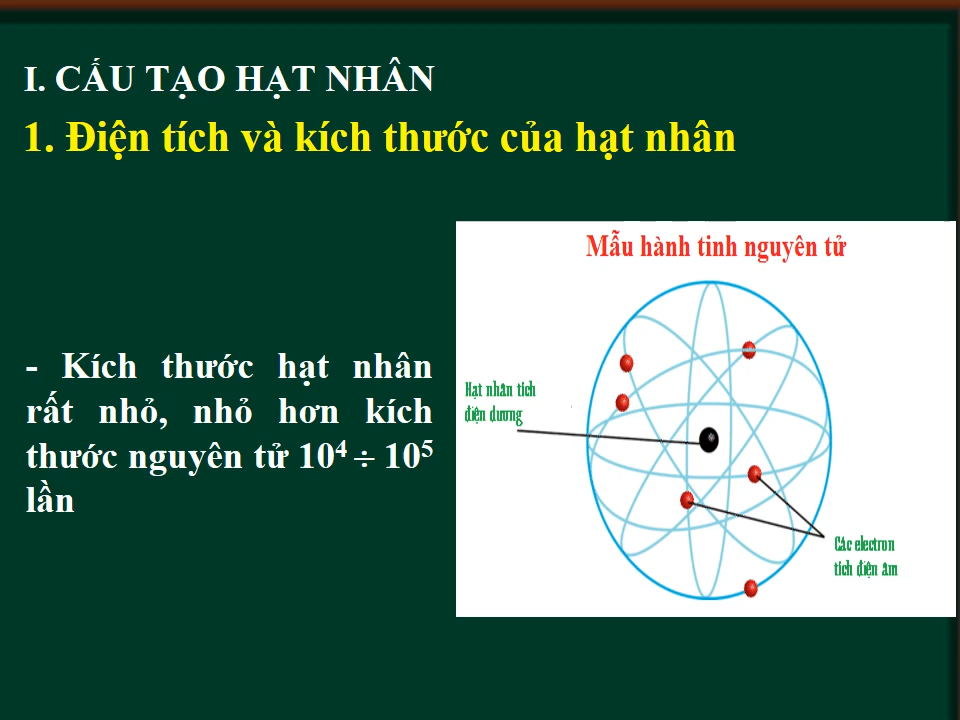 I. CẤU TẠO HẠT NHÂN
1. Điện tích và kích thước của hạt nhân
- Kích thước hạt nhân
rất nhỏ, nhỏ hơn kích
thước nguyên tử 10⁴ ÷ 10⁵
lần
Mẫu hành tinh nguyên tử
Hạt nhân tích
điện dương
Các electron
tích điện âm